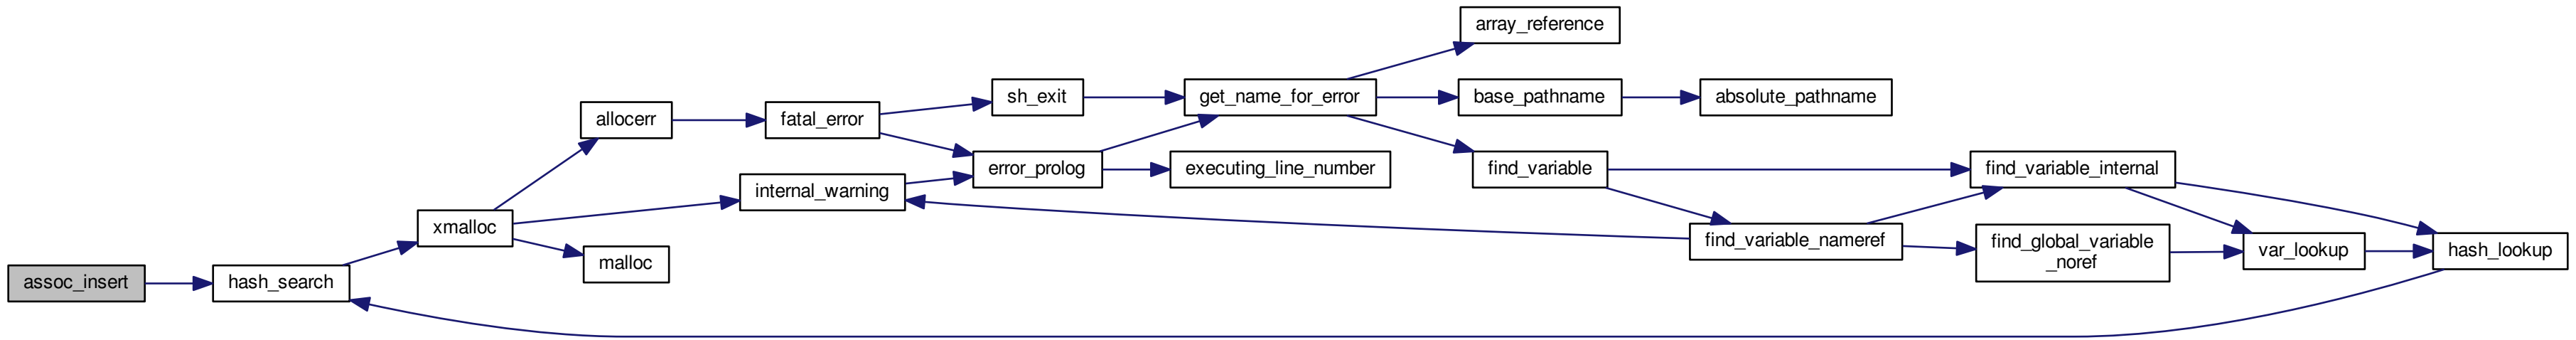 assoc_insert
hash_search
xmalloc
allocerr
internal_warning
malloc
fatal_error
sh_exit
error_prolog
get_name_for_error
executing_line_number
array_reference
base_pathname
find_variable
absolute_pathname
find_variable_internal
find_variable_nameref
find_global_variable
_noref
var_lookup
hash_lookup